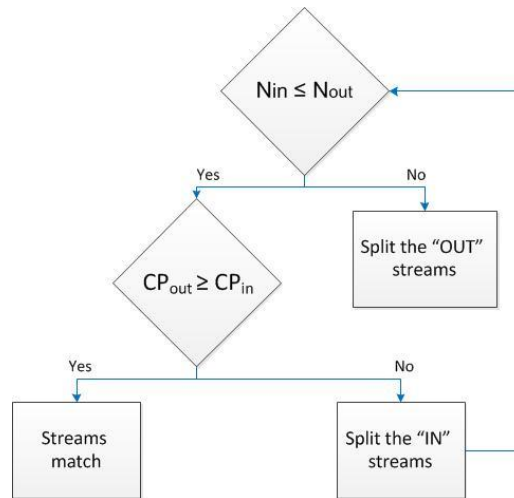 Nin ≤ Nout
Yes
No
Split the “OUT”
streams
CPout ≥ CPin
Yes
No
Streams
match
Split the “IN”
streams